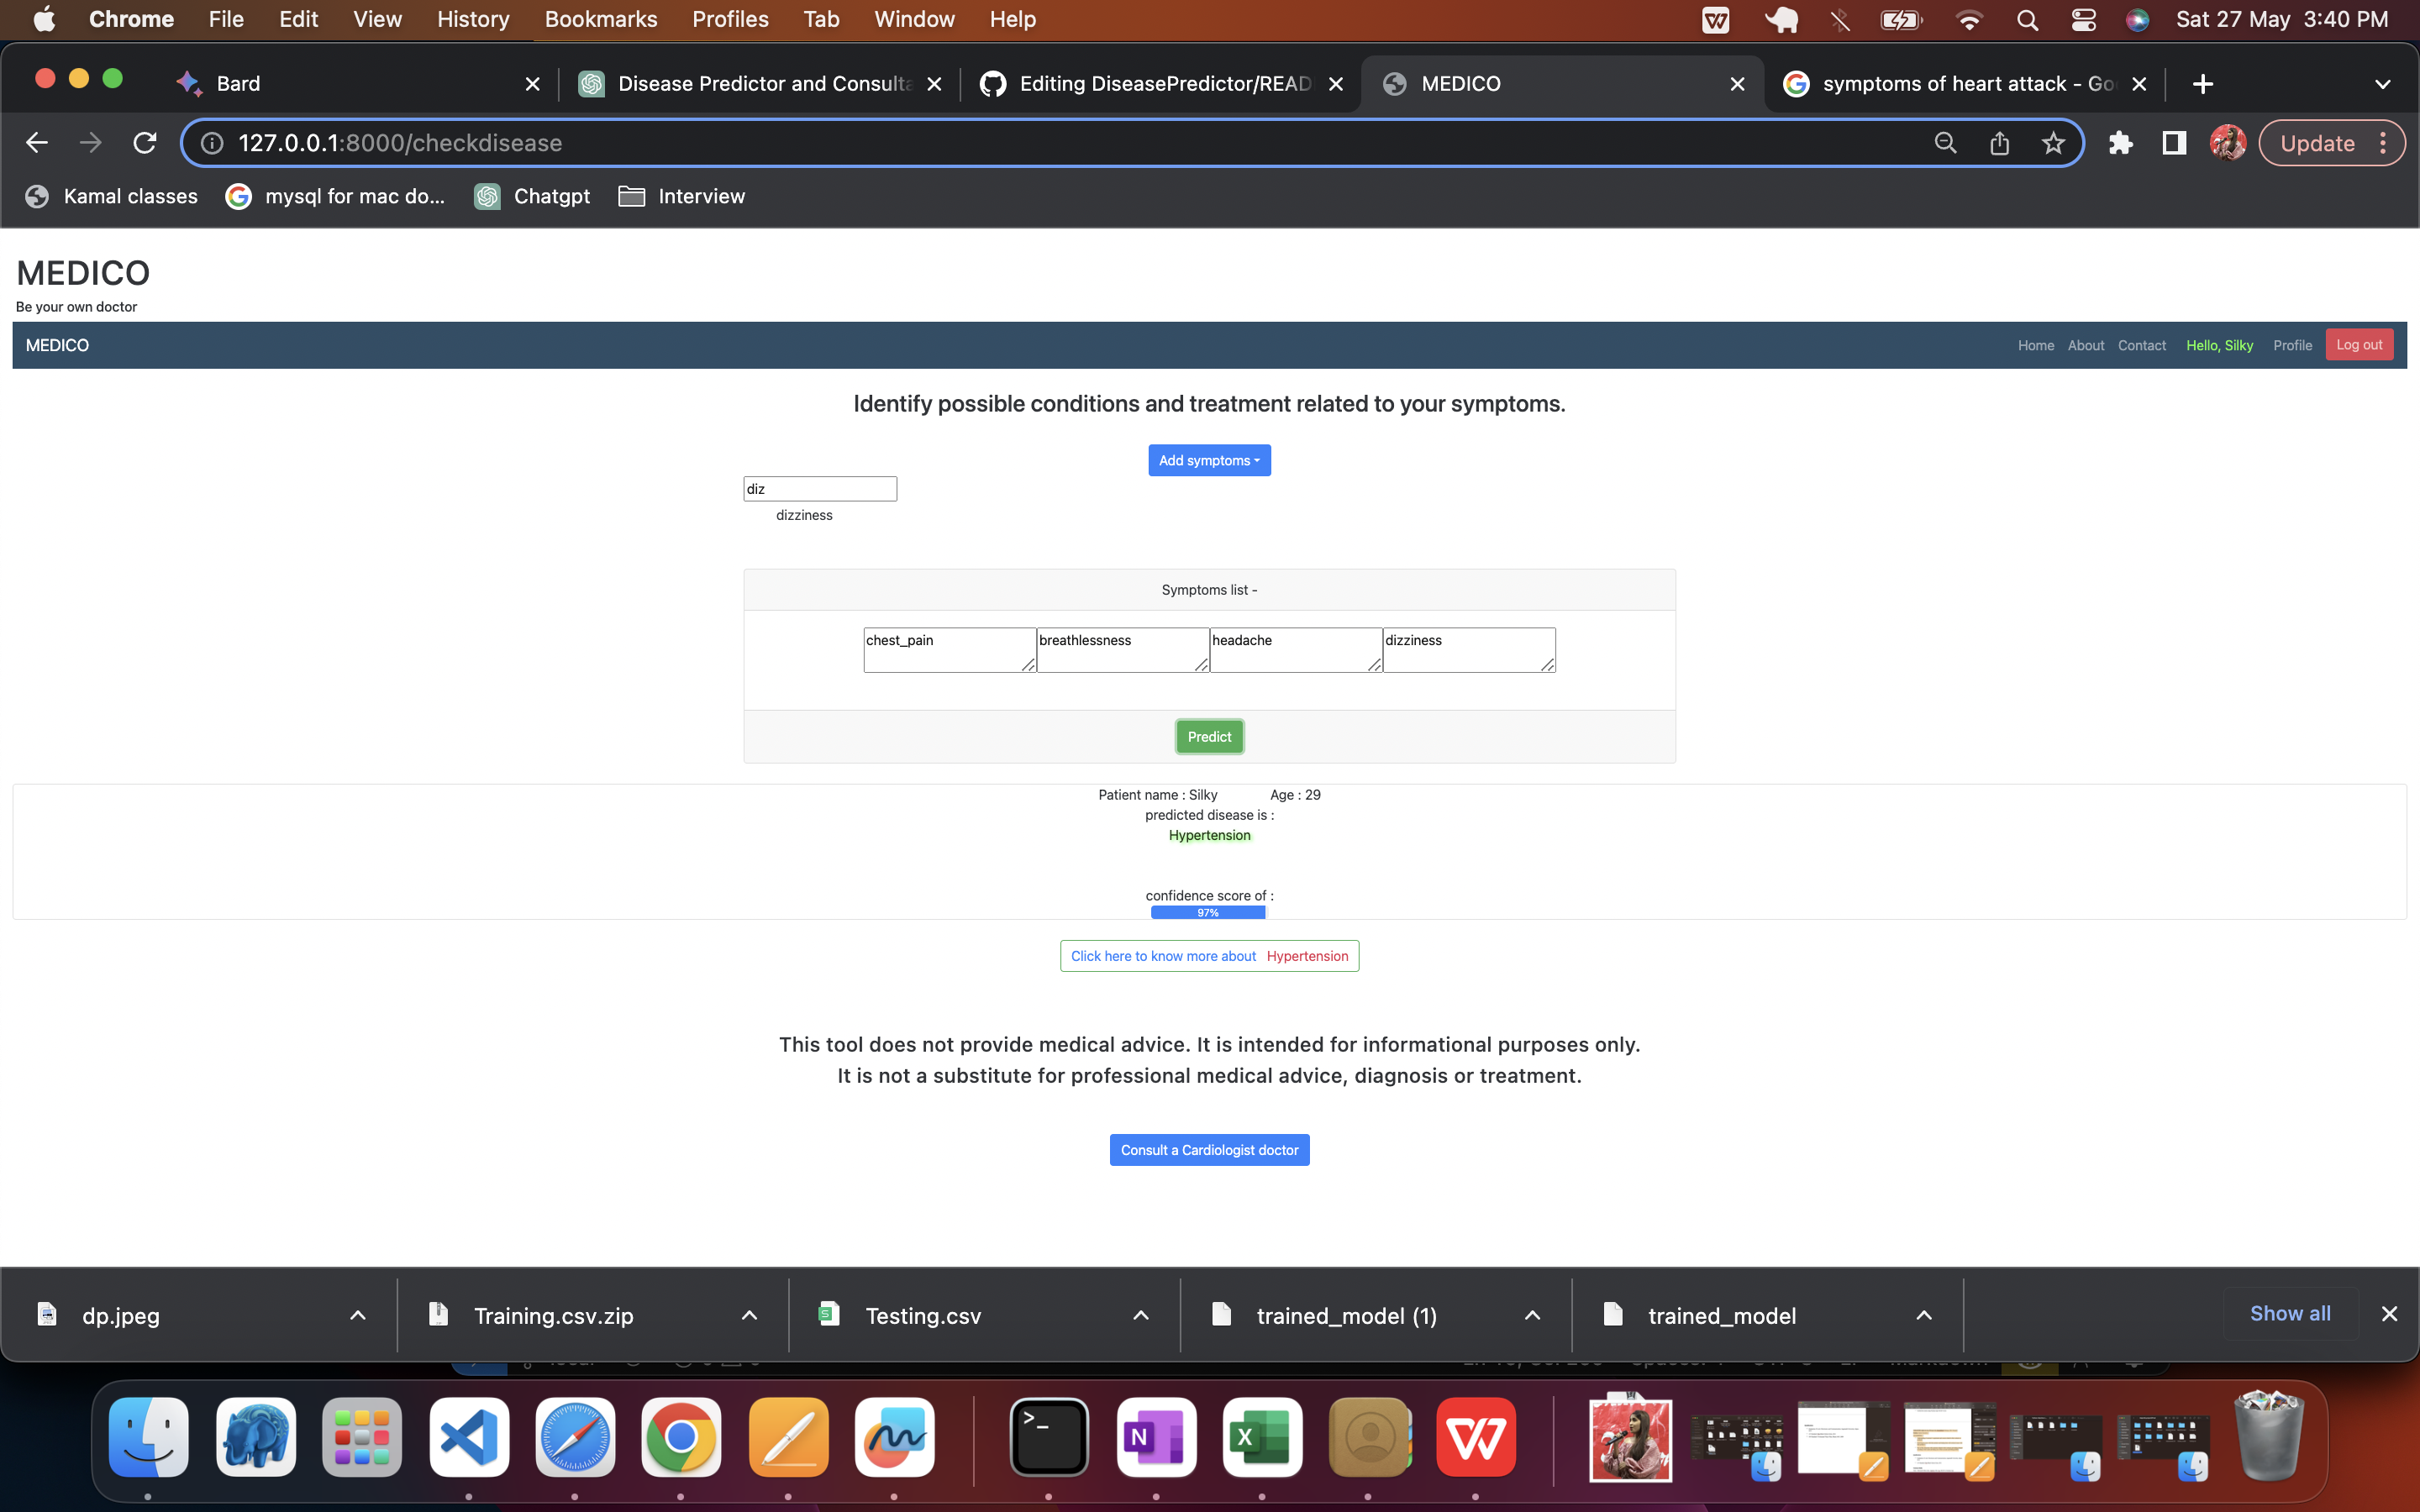 Chrome File Edit View History Bookmarks Profiles Tab Window Help Sat 27 May 3:40 PM
Bard Disease Predictor and Consulta Editing DiseasePredictor/READ MEDICO symptoms of heart attack - Goo
127.0.0.1:8000/checkdisease Update
Kamal classes mysql for mac do... Chatgpt Interview
MEDICO
Be your own doctor
MEDICO Home About Contact Hello, Silky Profile Log out
Identify possible conditions and treatment related to your symptoms.
Add symptoms
diz
dizziness
Symptoms list -
chest_pain breathlessness headache dizziness
Predict
Patient name : Silky Age : 29
predicted disease is :
Hypertension
confidence score of :
97%
Click here to know more about Hypertension
This tool does not provide medical advice. It is intended for informational purposes only.
It is not a substitute for professional medical advice, diagnosis or treatment.
Consult a Cardiologist doctor
dp.jpeg Training.csv.zip Testing.csv trained_model (1) trained_model Show all